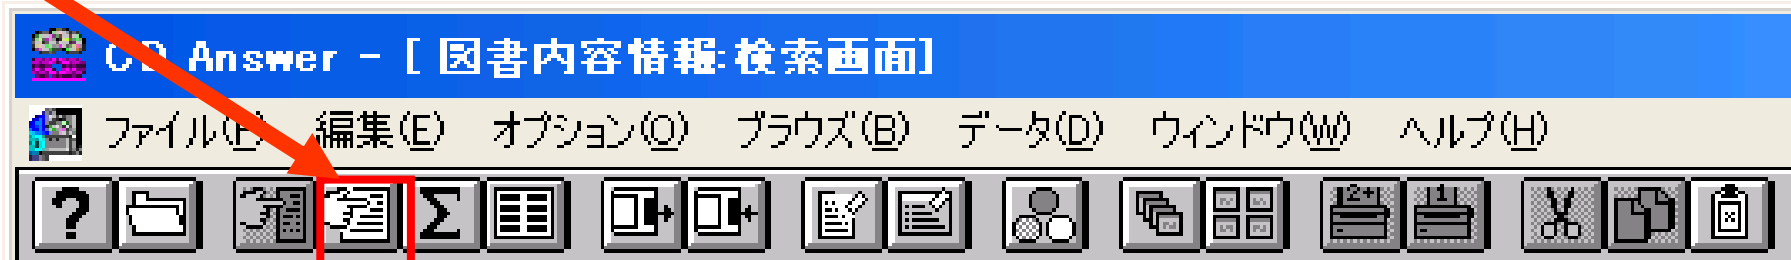 CD Answer - [ 図書内容情報:検索画面]
ファイル(F) 編集(E) オプション(O) ブラウズ(B) データ(D) ウィンドウ(W) ヘルプ(H)
? Σ 2+ 1